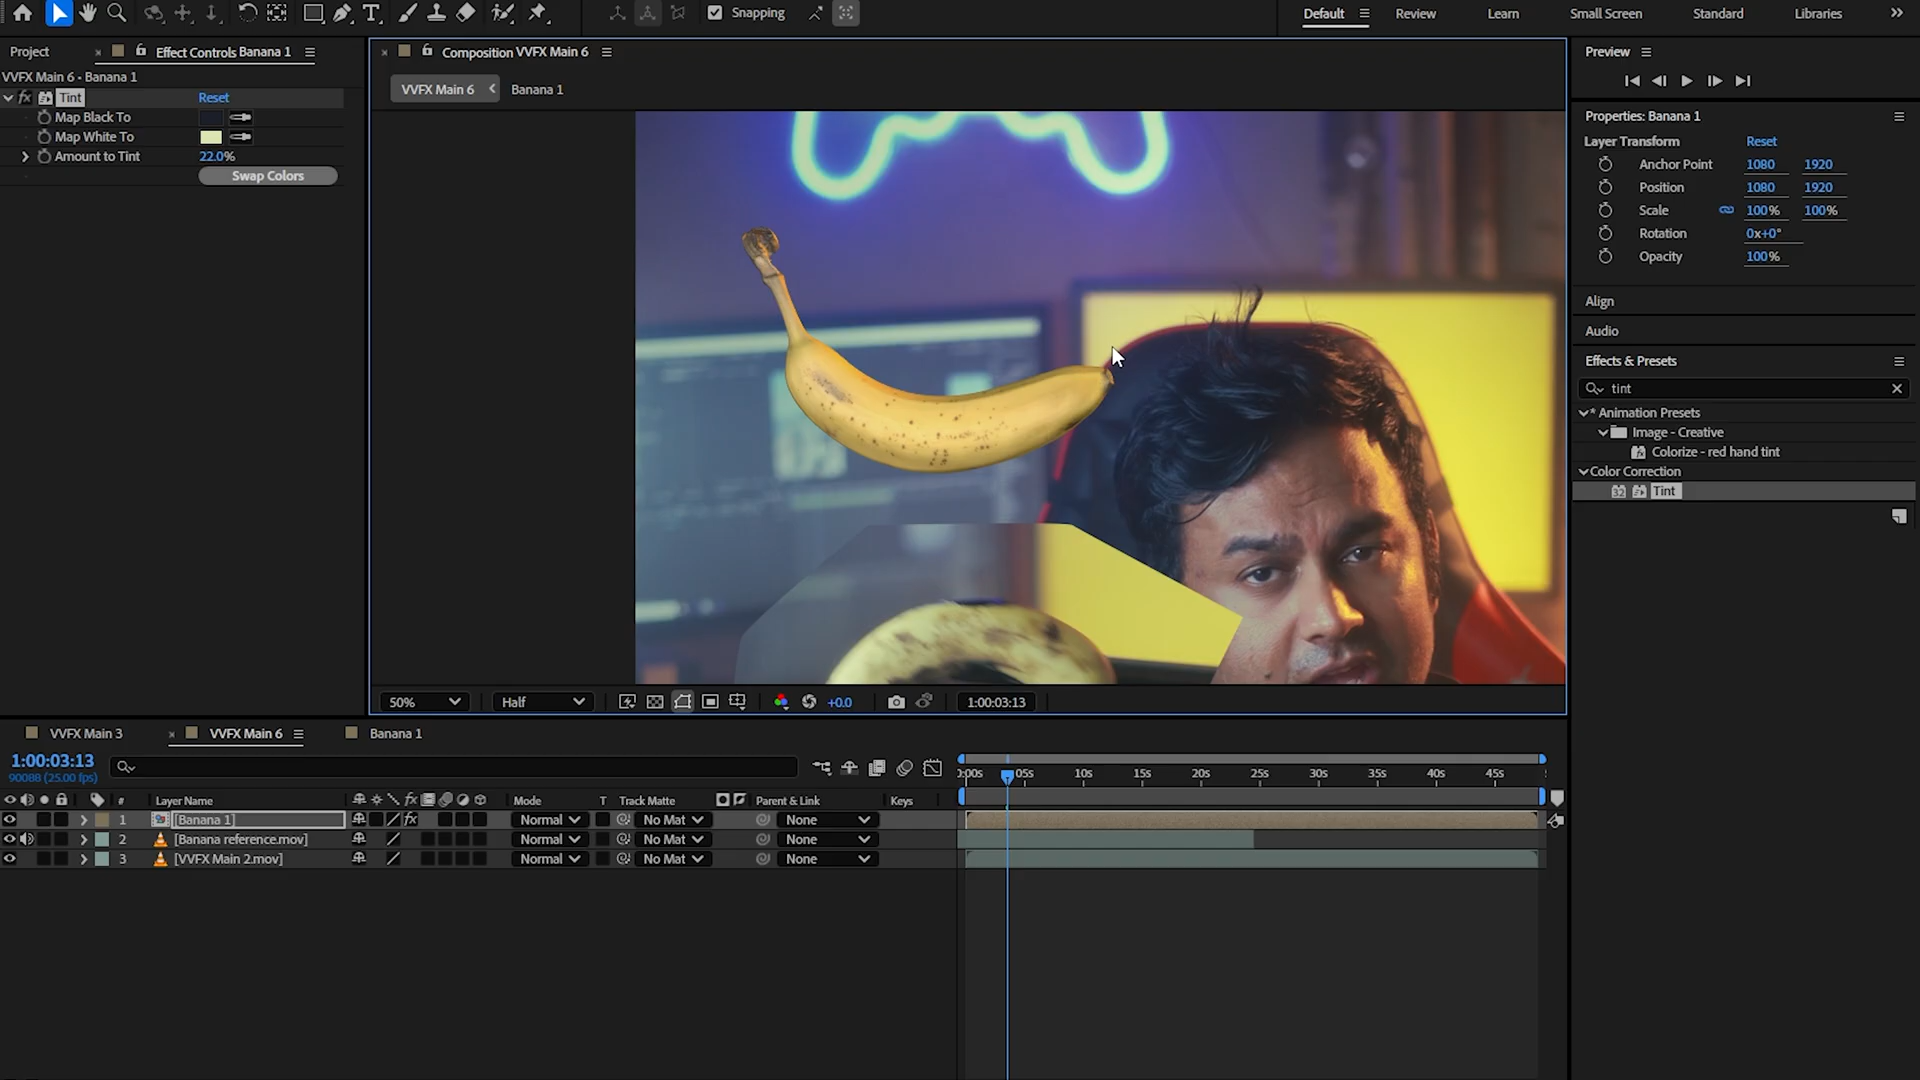 Snapping
Default
Review
Learn
Small Screen
Standard
Libraries
Project
Effect Controls Banana 1
VVFX Main 6 • Banana 1
fx Tint Reset
Map Black To
Map White To
Amount to Tint 22.0%
Swap Colors
Composition VVFX Main 6
VVFX Main 6
Banana 1
50%
Half
+0.0
1:00:03:13
Preview
Properties: Banana 1
Layer Transform Reset
Anchor Point 1080 1920
Position 1080 1920
Scale 100% 100%
Rotation 0x+0°
Opacity 100%
Align
Audio
Effects & Presets
tint
* Animation Presets
Image - Creative
Colorize - red hand tint
Color Correction
32 Tint
VVFX Main 3
VVFX Main 6
Banana 1
1:00:03:13
90088 (25.00 fps)
0:00s 05s 10s 15s 20s 25s 30s 35s 40s 45s
# Layer Name fx Mode T Track Matte Parent & Link Keys
1 [Banana 1] fx Normal No Mat None
2 [Banana reference.mov] Normal No Mat None
3 [VVFX Main 2.mov] Normal No Mat None